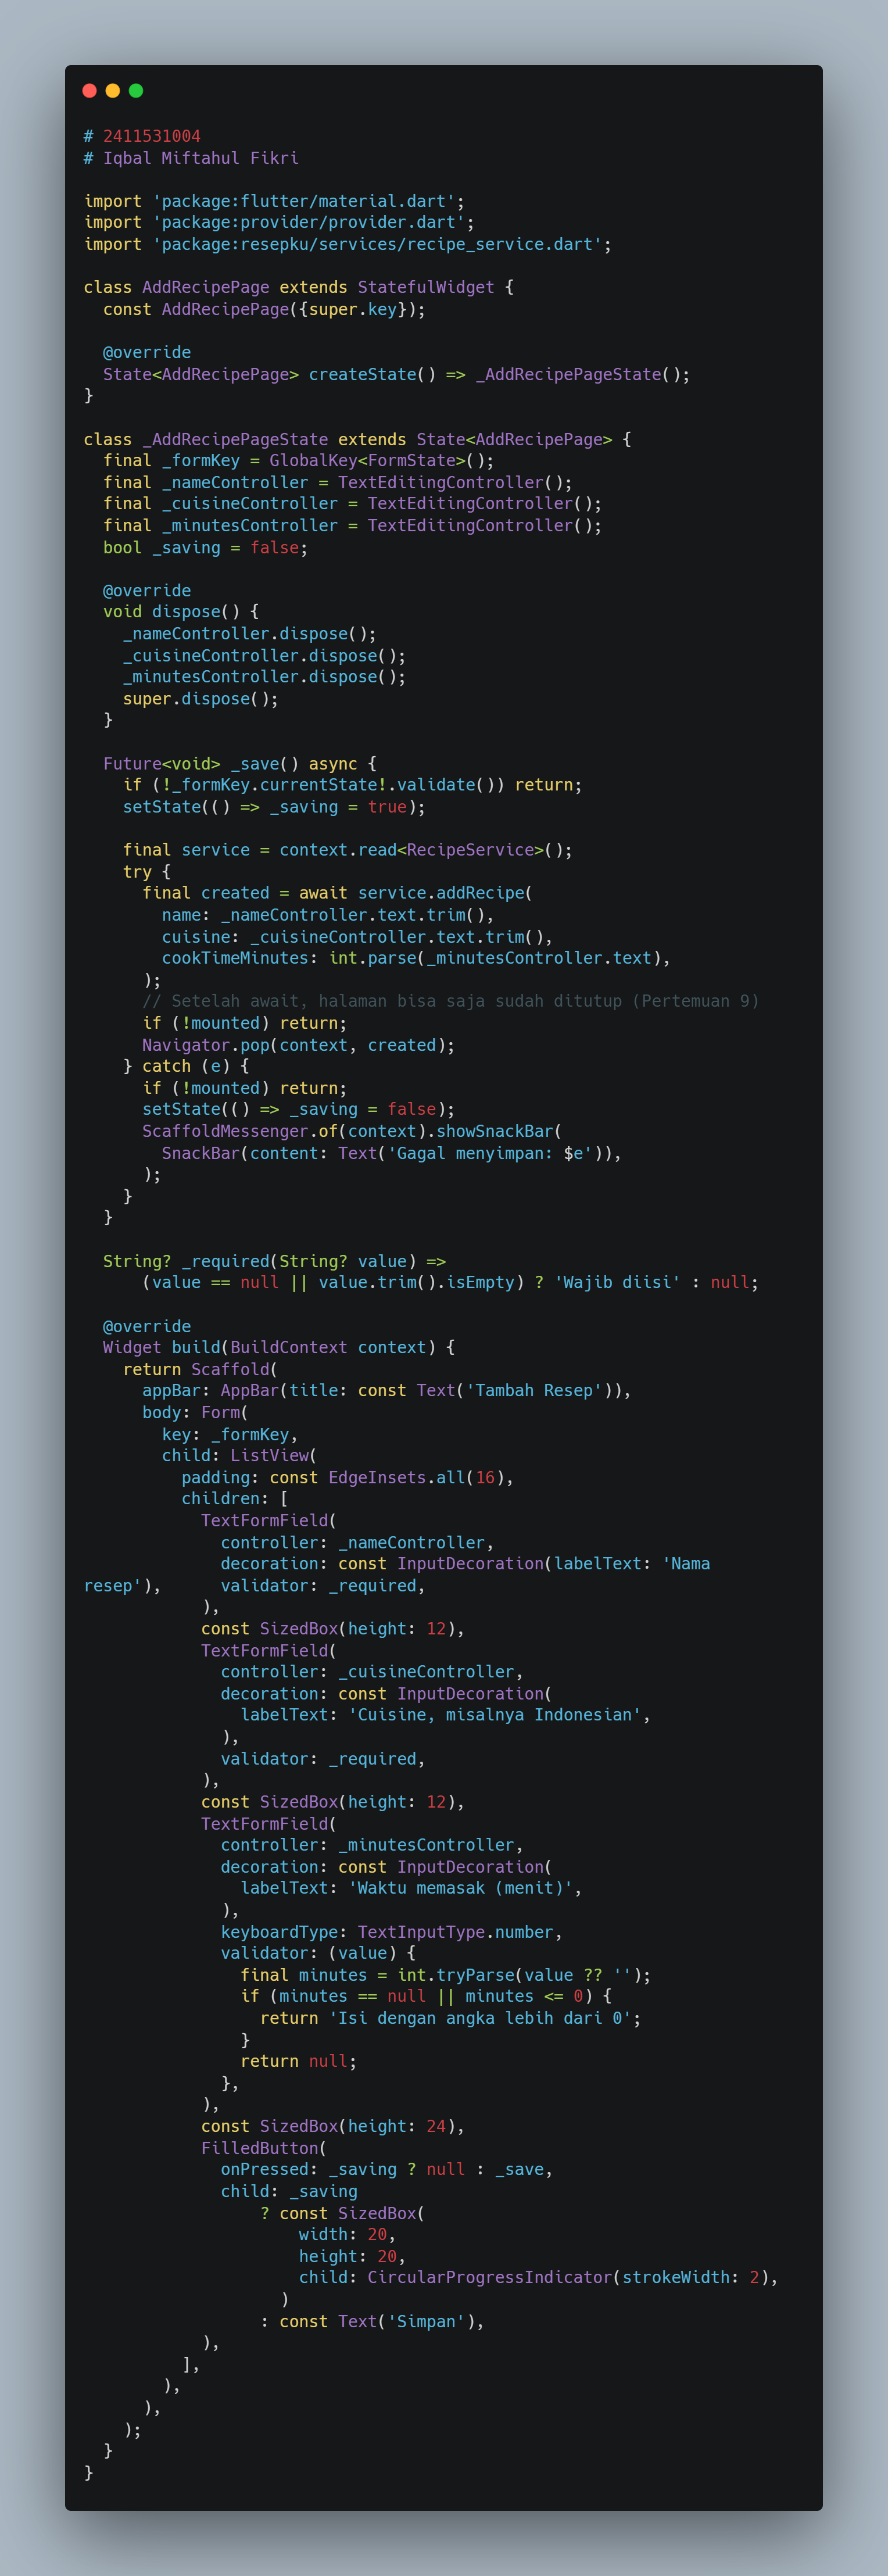 # 2411531004
# Iqbal Miftahul Fikri

import 'package:flutter/material.dart';
import 'package:provider/provider.dart';
import 'package:resepku/services/recipe_service.dart';

class AddRecipePage extends StatefulWidget {
  const AddRecipePage({super.key});

  @override
  State<AddRecipePage> createState() => _AddRecipePageState();
}

class _AddRecipePageState extends State<AddRecipePage> {
  final _formKey = GlobalKey<FormState>();
  final _nameController = TextEditingController();
  final _cuisineController = TextEditingController();
  final _minutesController = TextEditingController();
  bool _saving = false;

  @override
  void dispose() {
    _nameController.dispose();
    _cuisineController.dispose();
    _minutesController.dispose();
    super.dispose();
  }

  Future<void> _save() async {
    if (!_formKey.currentState!.validate()) return;
    setState(() => _saving = true);

    final service = context.read<RecipeService>();
    try {
      final created = await service.addRecipe(
        name: _nameController.text.trim(),
        cuisine: _cuisineController.text.trim(),
        cookTimeMinutes: int.parse(_minutesController.text),
      );
      // Setelah await, halaman bisa saja sudah ditutup (Pertemuan 9)
      if (!mounted) return;
      Navigator.pop(context, created);
    } catch (e) {
      if (!mounted) return;
      setState(() => _saving = false);
      ScaffoldMessenger.of(context).showSnackBar(
        SnackBar(content: Text('Gagal menyimpan: $e')),
      );
    }
  }

  String? _required(String? value) =>
      (value == null || value.trim().isEmpty) ? 'Wajib diisi' : null;

  @override
  Widget build(BuildContext context) {
    return Scaffold(
      appBar: AppBar(title: const Text('Tambah Resep')),
      body: Form(
        key: _formKey,
        child: ListView(
          padding: const EdgeInsets.all(16),
          children: [
            TextFormField(
              controller: _nameController,
              decoration: const InputDecoration(labelText: 'Nama
resep'),      validator: _required,
            ),
            const SizedBox(height: 12),
            TextFormField(
              controller: _cuisineController,
              decoration: const InputDecoration(
                labelText: 'Cuisine, misalnya Indonesian',
              ),
              validator: _required,
            ),
            const SizedBox(height: 12),
            TextFormField(
              controller: _minutesController,
              decoration: const InputDecoration(
                labelText: 'Waktu memasak (menit)',
              ),
              keyboardType: TextInputType.number,
              validator: (value) {
                final minutes = int.tryParse(value ?? '');
                if (minutes == null || minutes <= 0) {
                  return 'Isi dengan angka lebih dari 0';
                }
                return null;
              },
            ),
            const SizedBox(height: 24),
            FilledButton(
              onPressed: _saving ? null : _save,
              child: _saving
                  ? const SizedBox(
                      width: 20,
                      height: 20,
                      child: CircularProgressIndicator(strokeWidth: 2),
                    )
                  : const Text('Simpan'),
            ),
          ],
        ),
      ),
    );
  }
}